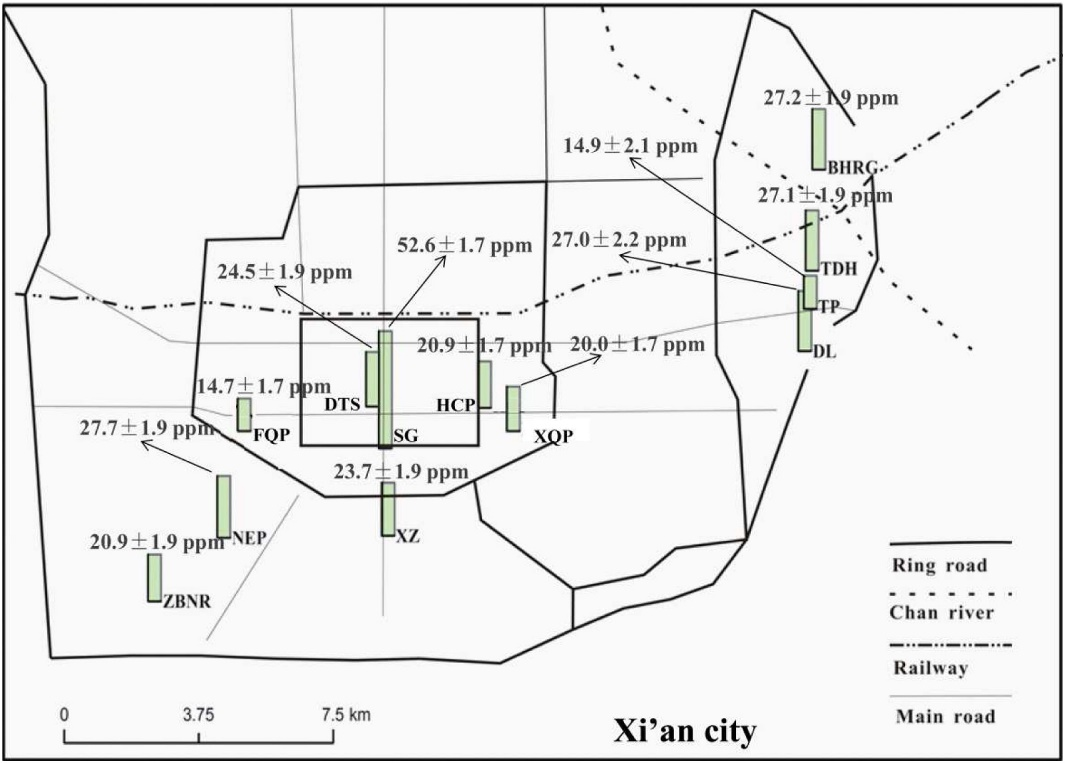 27.2±1.9 ppm
14.9±2.1 ppm
BHRG
27.1±1.9 ppm
27.0±2.2 ppm
52.6±1.7 ppm
24.5±1.9 ppm
TDH
TP
20.9±1.7 ppm
20.0±1.7 ppm
DL
14.7±1.7 ppm
DTS
HCP
27.7±1.9 ppm
FQP
SG
XQP
23.7±1.9 ppm
NEP
XZ
20.9±1.9 ppm
ZBNR
Ring road
Chan river
Railway
Main road
0 3.75 7.5 km
Xi'an city